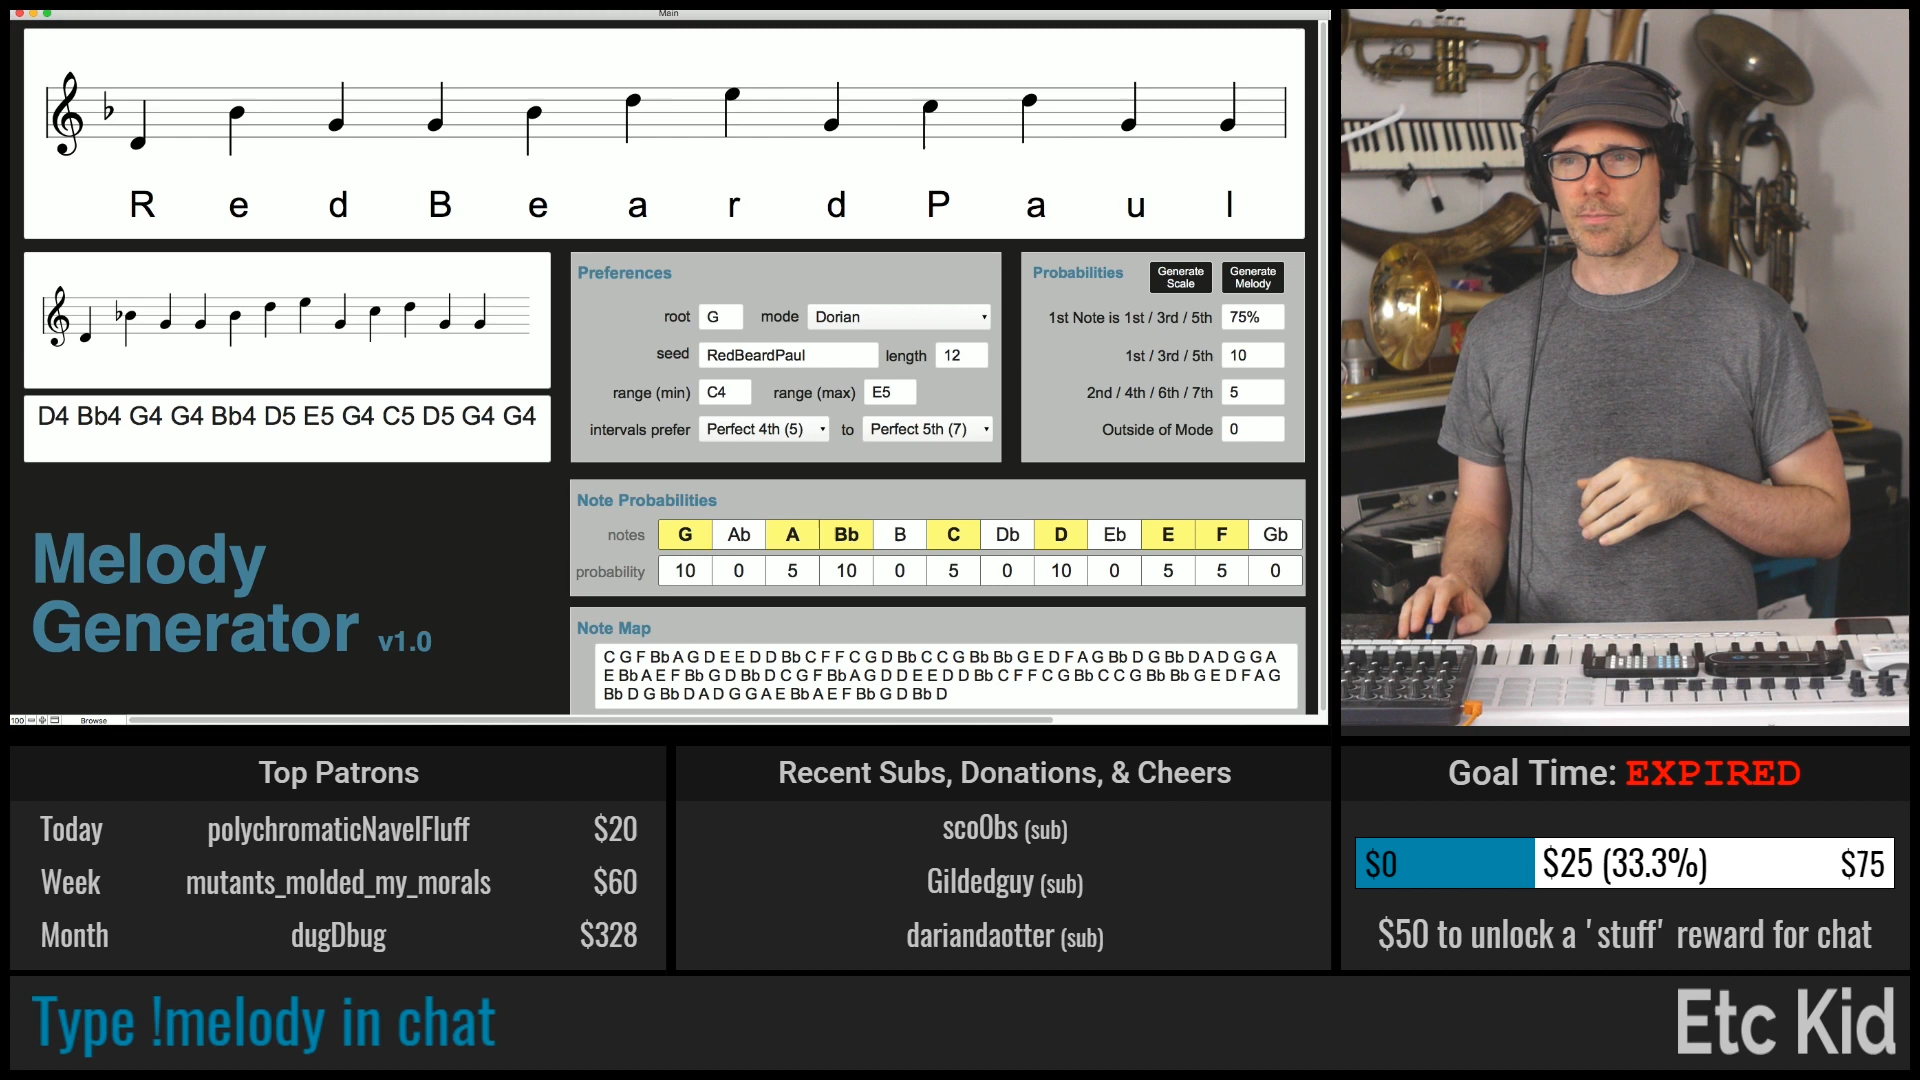 Main
R e d B e a r d P a u l
D4 Bb4 G4 G4 Bb4 D5 E5 G4 C5 D5 G4 G4
Melody
Generator v1.0
Preferences
root G mode Dorian
seed RedBeardPaul length 12
range (min) C4 range (max) E5
intervals prefer Perfect 4th (5) to Perfect 5th (7)
Probabilities
Generate
Scale
Generate
Melody
1st Note is 1st / 3rd / 5th 75%
1st / 3rd / 5th 10
2nd / 4th / 6th / 7th 5
Outside of Mode 0
Note Probabilities
notes G Ab A Bb B C Db D Eb E F Gb
probability 10 0 5 10 0 5 0 10 0 5 5 0
Note Map
C G F Bb A G D E E D D Bb C F F C G D Bb C C G Bb Bb G E D F A G Bb D G Bb D A D G G A
E Bb A E F Bb G D Bb D C G F Bb A G D D E E D D Bb C F F C G Bb C C G Bb Bb G E D F A G
Bb D G Bb D A D G G A E Bb A E F Bb G D Bb D
100 Browse
Top Patrons
Today polychromaticNavelFluff $20
Week mutants_molded_my_morals $60
Month dugDbug $328
Recent Subs, Donations, & Cheers
sco0bs (sub)
Gildedguy (sub)
dariandaotter (sub)
Goal Time: EXPIRED
$0 $25 (33.3%) $75
$50 to unlock a 'stuff' reward for chat
Type !melody in chat
Etc Kid